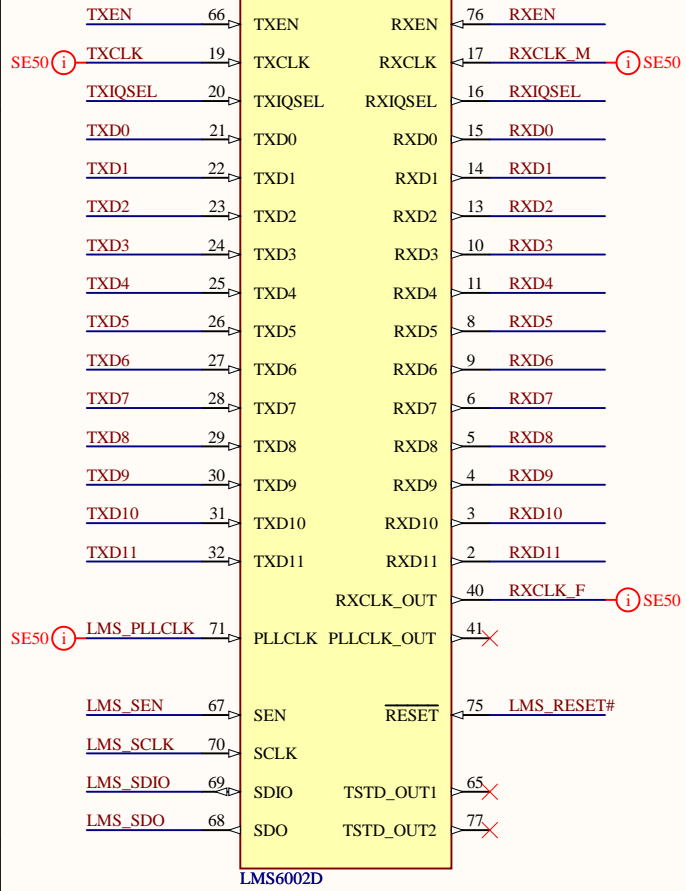 TXEN 66 TXEN RXEN 76 RXEN
SE50 i TXCLK 19 TXCLK RXCLK 17 RXCLK_M i SE50
TXIQSEL 20 TXIQSEL RXIQSEL 16 RXIQSEL
TXD0 21 TXD0 RXD0 15 RXD0
TXD1 22 TXD1 RXD1 14 RXD1
TXD2 23 TXD2 RXD2 13 RXD2
TXD3 24 TXD3 RXD3 10 RXD3
TXD4 25 TXD4 RXD4 11 RXD4
TXD5 26 TXD5 RXD5 8 RXD5
TXD6 27 TXD6 RXD6 9 RXD6
TXD7 28 TXD7 RXD7 6 RXD7
TXD8 29 TXD8 RXD8 5 RXD8
TXD9 30 TXD9 RXD9 4 RXD9
TXD10 31 TXD10 RXD10 3 RXD10
TXD11 32 TXD11 RXD11 2 RXD11
RXCLK_OUT 40 RXCLK_F i SE50
SE50 i LMS_PLLCLK 71 PLLCLK PLLCLK_OUT 41
LMS_SEN 67 SEN RESET 75 LMS_RESET#
LMS_SCLK 70 SCLK
LMS_SDIO 69 SDIO TSTD_OUT1 65
LMS_SDO 68 SDO TSTD_OUT2 77
LMS6002D